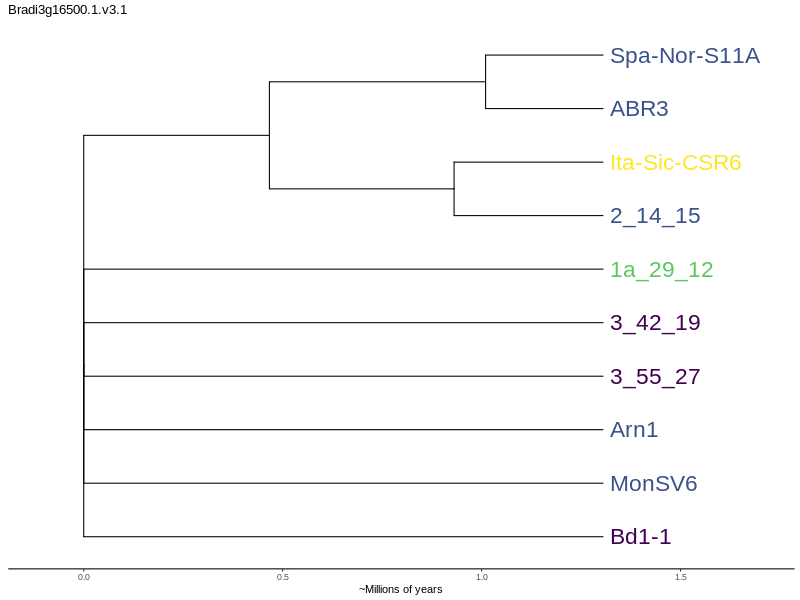 Bradi3g16500.1.v3.1
Spa-Nor-S11A
ABR3
Ita-Sic-CSR6
2_14_15
1a_29_12
3_42_19
3_55_27
Arn1
MonSV6
Bd1-1
0.0 0.5 1.0 1.5
~Millions of years